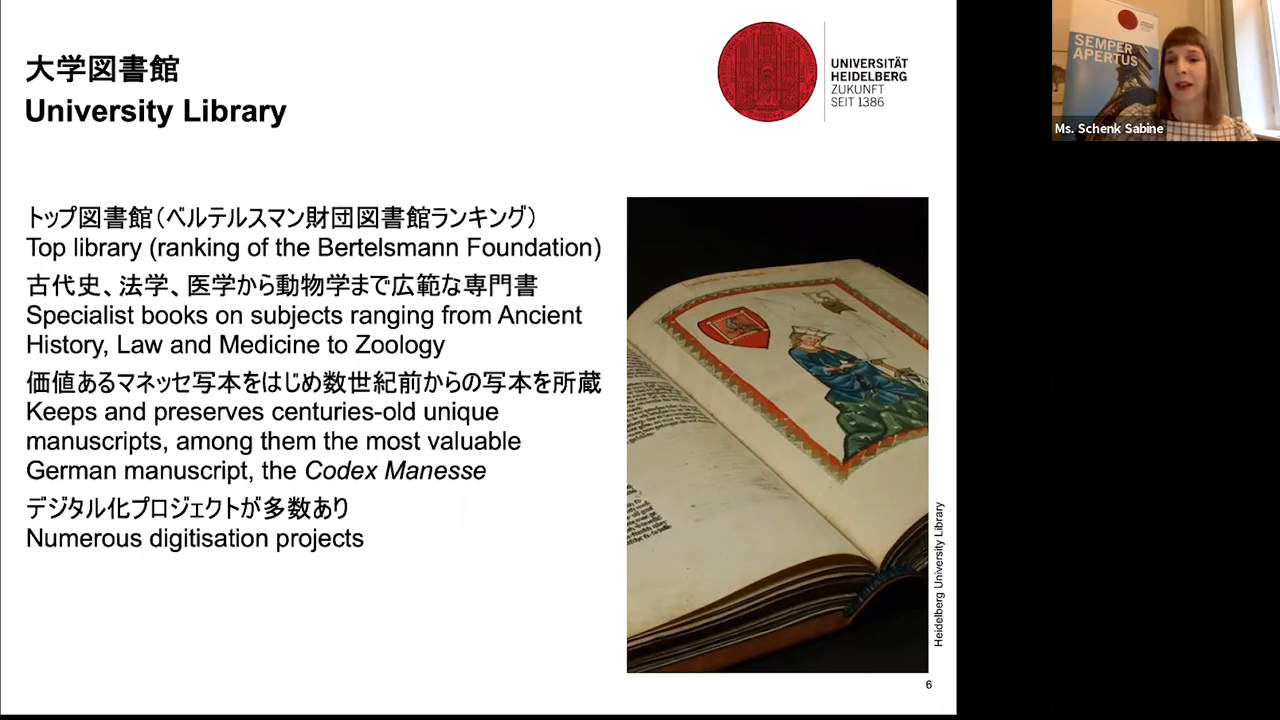 大学図書館
University Library
UNIVERSITÄT
HEIDELBERG
ZUKUNFT
SEIT 1386
トップ図書館（ベルテルスマン財団図書館ランキング）
Top library (ranking of the Bertelsmann Foundation)
古代史、法学、医学から動物学まで広範な専門書
Specialist books on subjects ranging from Ancient
History, Law and Medicine to Zoology
価値あるマネッセ写本をはじめ数世紀前からの写本を所蔵
Keeps and preserves centuries-old unique
manuscripts, among them the most valuable
German manuscript, the Codex Manesse
デジタル化プロジェクトが多数あり
Numerous digitisation projects
Heidelberg University Library
6
SEMPER
APERTUS
Ms. Schenk Sabine